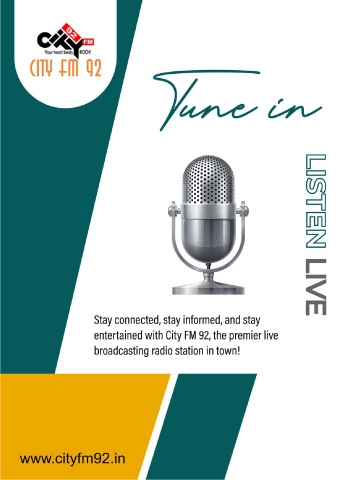 City
92
FM
Your heart beats
CITY FM 92
Tune in
LISTEN LIVE
Stay connected, stay informed, and stay
entertained with City FM 92, the premier live
broadcasting radio station in town!
www.cityfm92.in